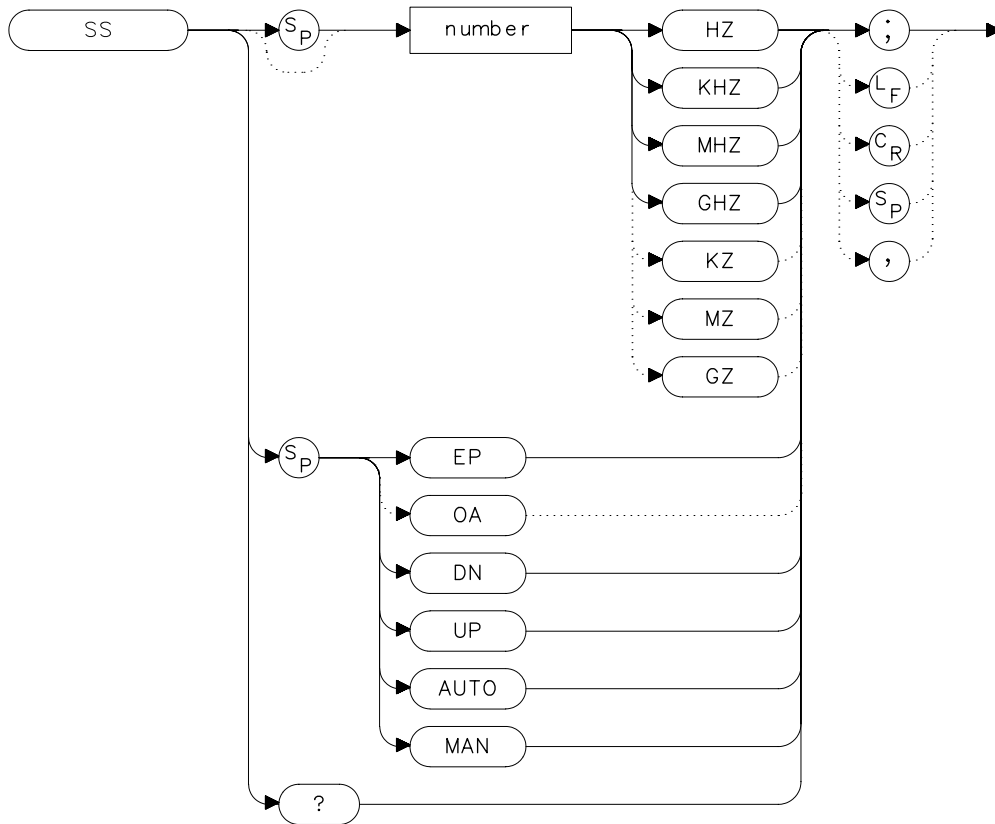 SS
SP
number
HZ
;
KHZ
LF
MHZ
CR
GHZ
SP
KZ
,
MZ
GZ
SP
EP
OA
DN
UP
AUTO
MAN
?